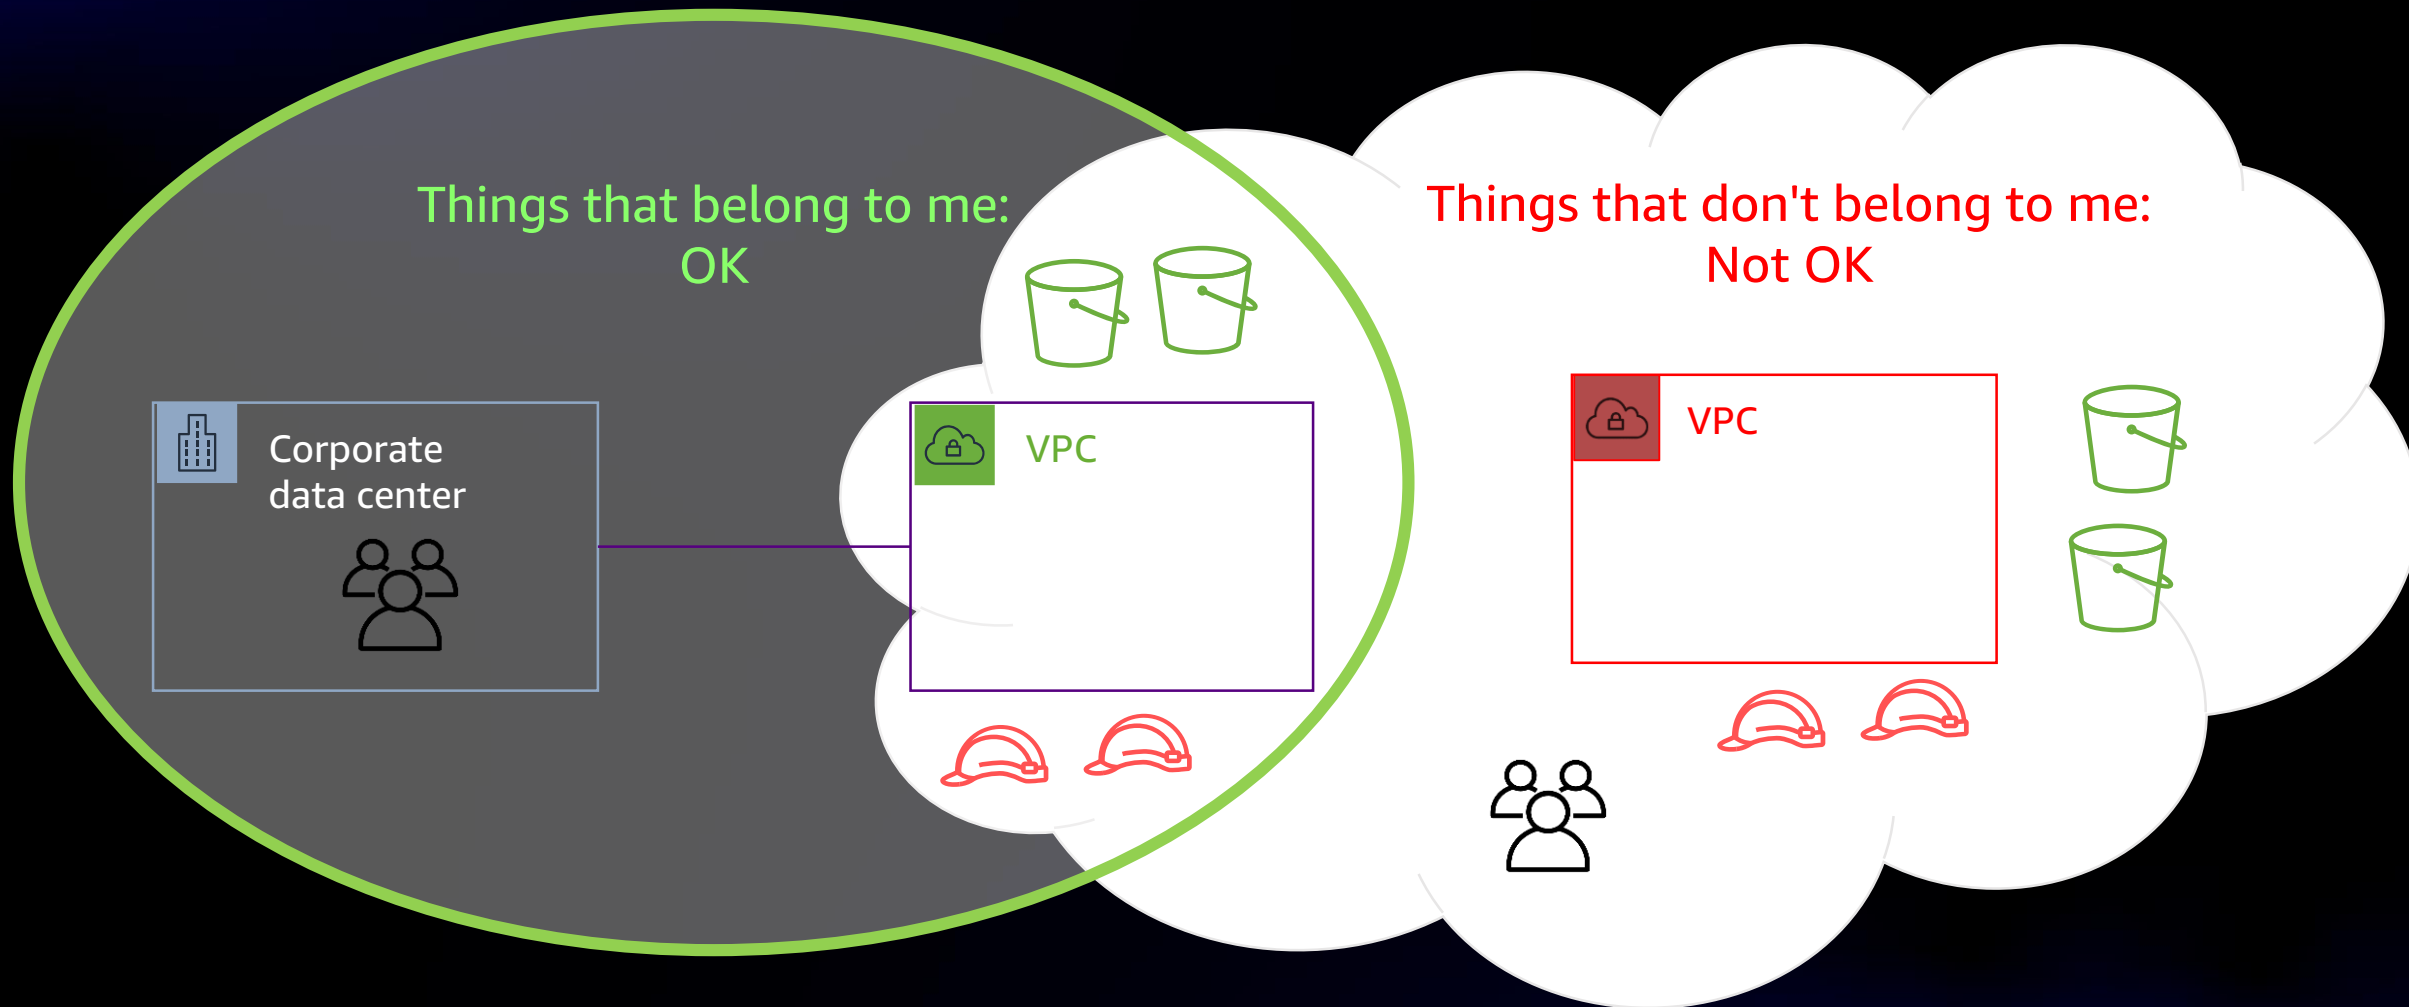 Things that belong to me:
OK
Things that don't belong to me:
Not OK
Corporate
data center
VPC
VPC